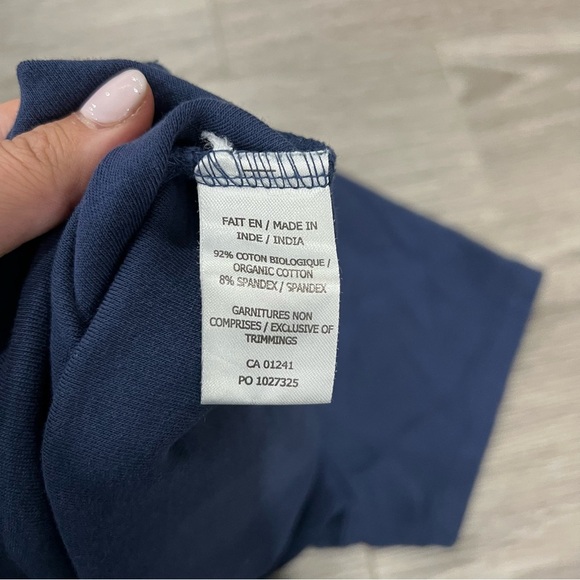 FAIT EN / MADE IN
INDE / INDIA
92% COTON BIOLOGIQUE /
ORGANIC COTTON
8% SPANDEX / SPANDEX
GARNITURES NON
COMPRISES / EXCLUSIVE OF
TRIMMINGS
CA 01241
PO 1027325